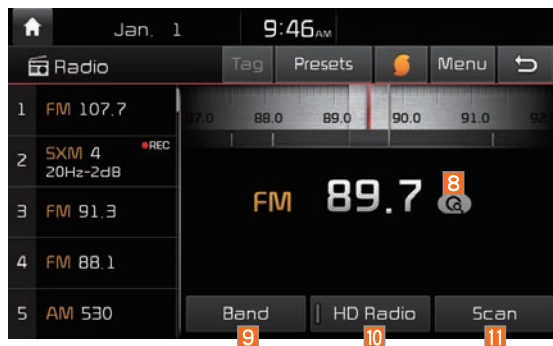 Jan. 1 9:46 AM
Radio Tag Presets Menu
1 FM 107.7
87.0 88.0 89.0 90.0 91.0 92.
2 SXM 4 REC
20Hz-2dB
FM 89.7 8
3 FM 91.3
4 FM 88.1
5 AM 530
Band HD Radio Scan
9 10 11